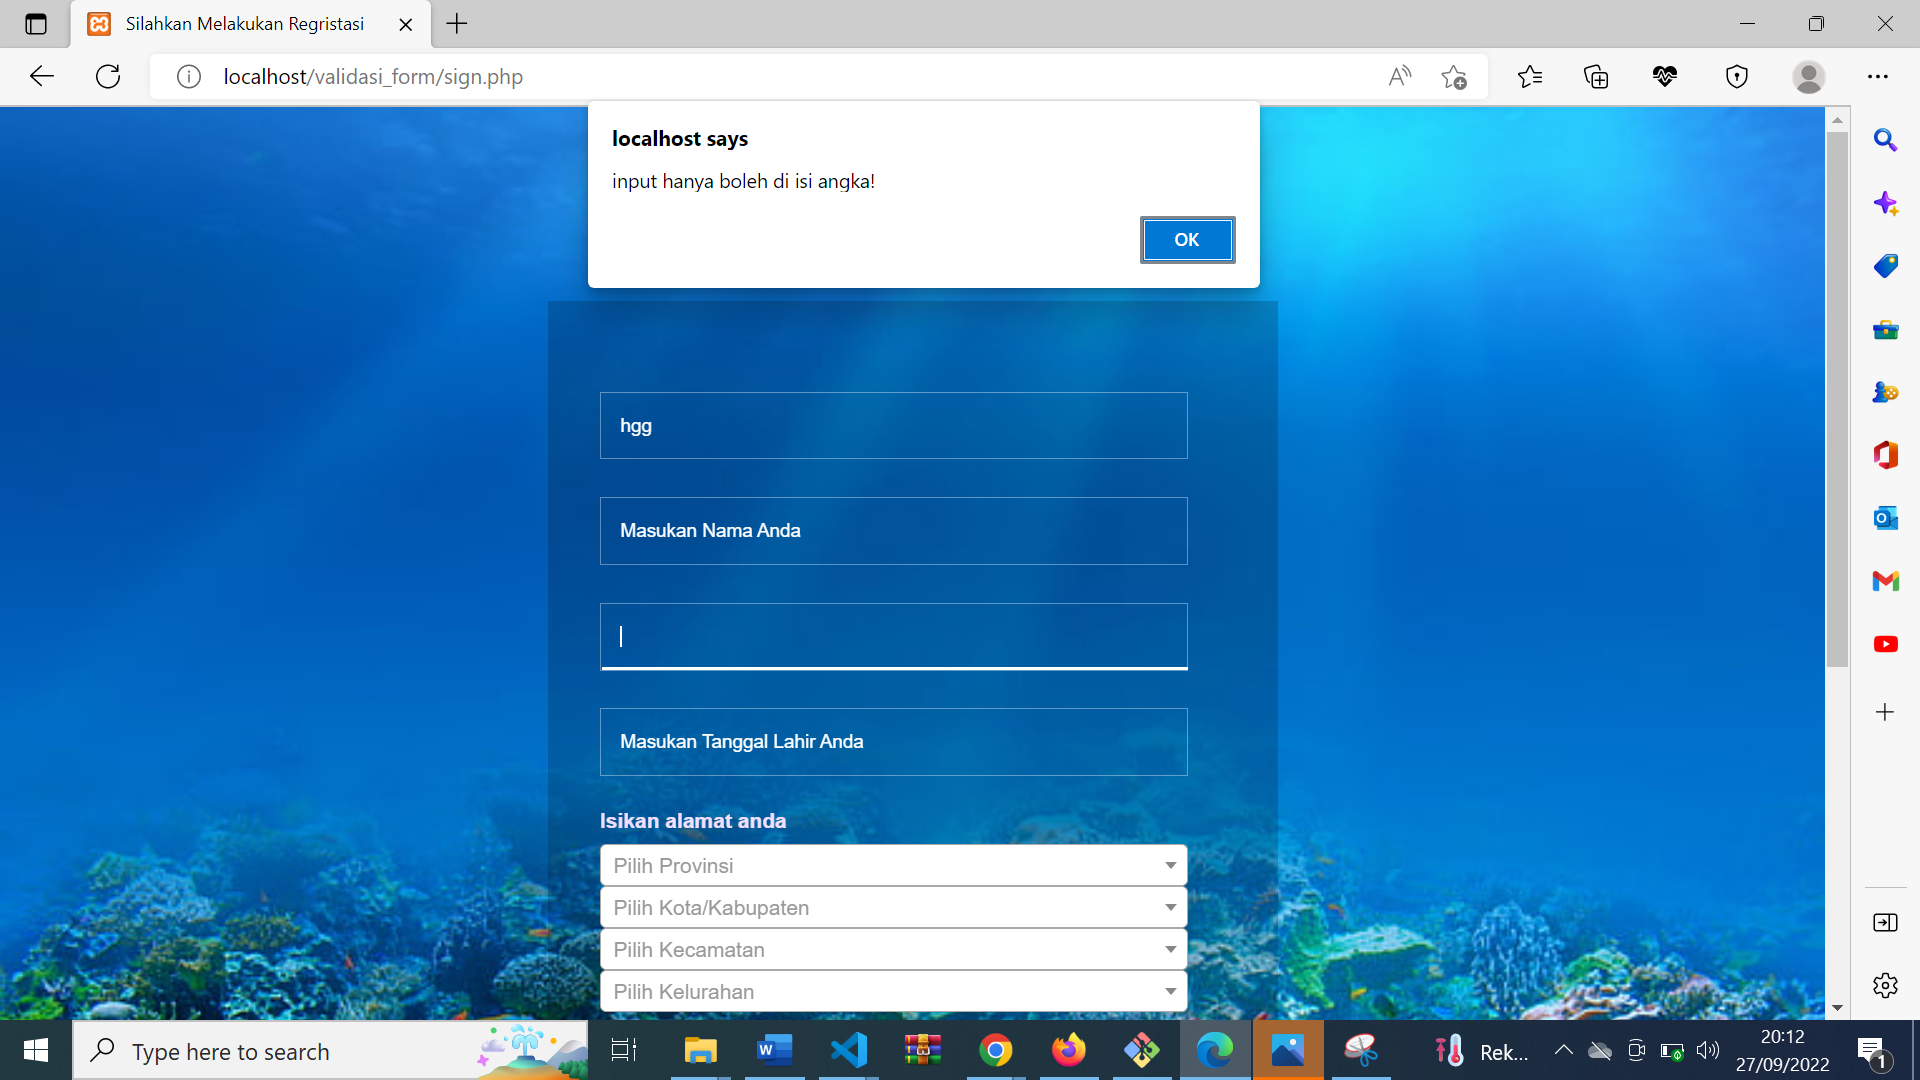 Silahkan Melakukan Regristasi
localhost/validasi_form/sign.php
localhost says
input hanya boleh di isi angka!
OK
hgg
Masukan Nama Anda
Masukan Tanggal Lahir Anda
Isikan alamat anda
Pilih Provinsi
Pilih Kota/Kabupaten
Pilih Kecamatan
Pilih Kelurahan
Type here to search
Rek...
20:12
27/09/2022
1